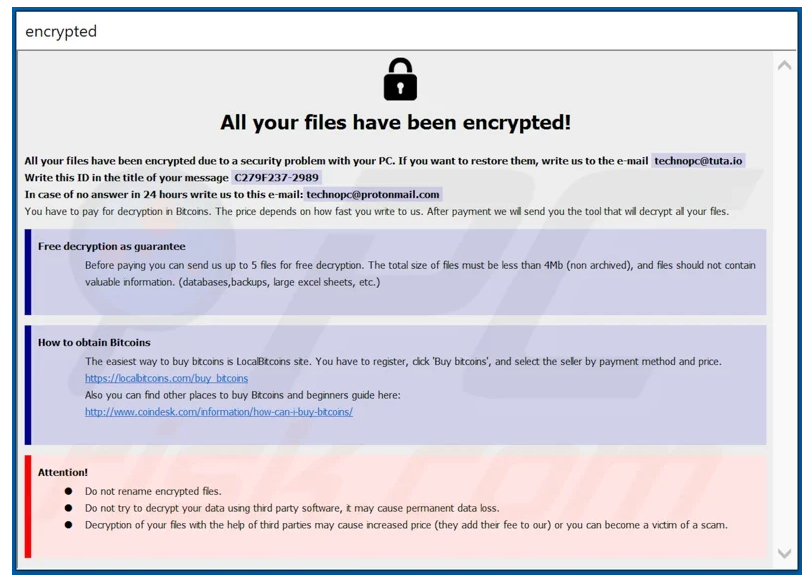 encrypted
All your files have been encrypted!
All your files have been encrypted due to a security problem with your PC. If you want to restore them, write us to the e-mail technopc@tuta.io
Write this ID in the title of your message C279F237-2989
In case of no answer in 24 hours write us to this e-mail: technopc@protonmail.com
You have to pay for decryption in Bitcoins. The price depends on how fast you write to us. After payment we will send you the tool that will decrypt all your files.
Free decryption as guarantee
Before paying you can send us up to 5 files for free decryption. The total size of files must be less than 4Mb (non archived), and files should not contain
valuable information. (databases,backups, large excel sheets, etc.)
How to obtain Bitcoins
The easiest way to buy bitcoins is LocalBitcoins site. You have to register, click 'Buy bitcoins', and select the seller by payment method and price.
https://localbitcoins.com/buy_bitcoins
Also you can find other places to buy Bitcoins and beginners guide here:
http://www.coindesk.com/information/how-can-i-buy-bitcoins/
Attention!
● Do not rename encrypted files.
● Do not try to decrypt your data using third party software, it may cause permanent data loss.
● Decryption of your files with the help of third parties may cause increased price (they add their fee to our) or you can become a victim of a scam.
PC
risk.com